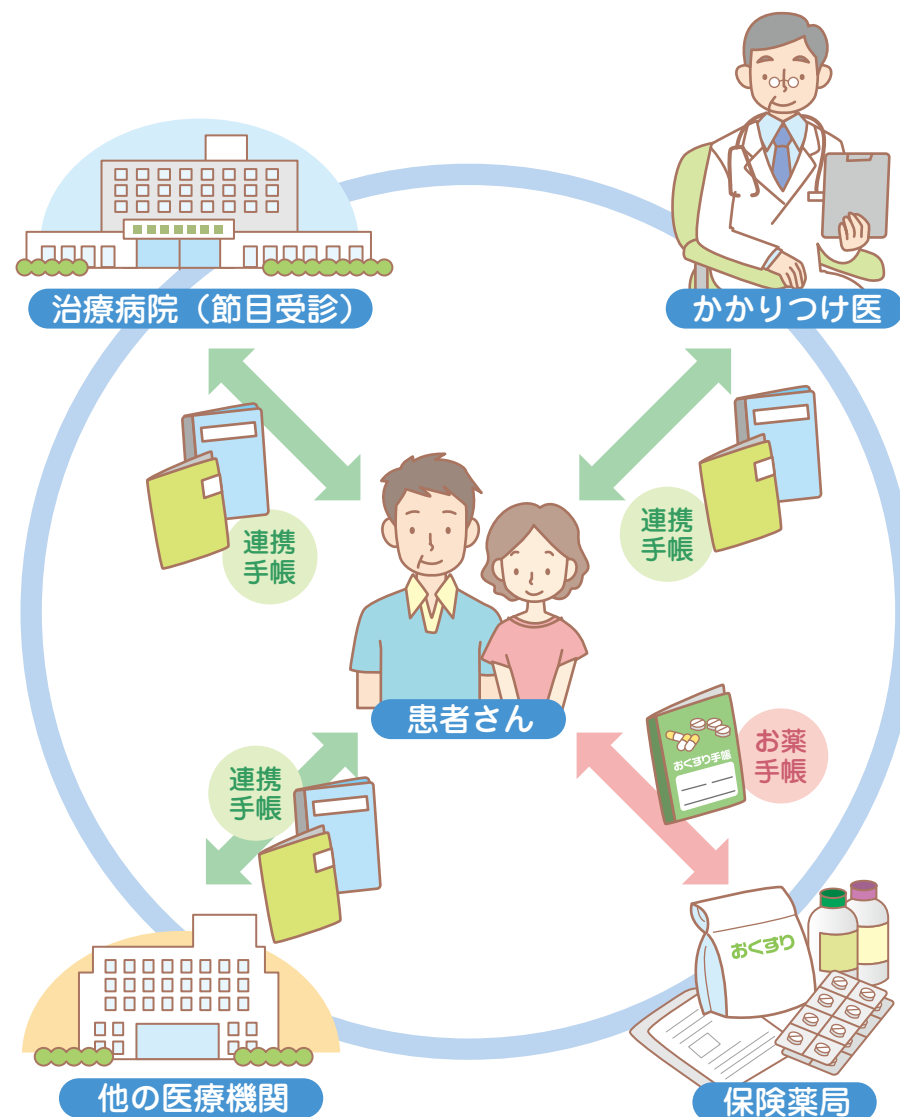 治療病院（節目受診）
かかりつけ医
連携
手帳
連携
手帳
患者さん
連携
手帳
おくすり手帳
お薬
手帳
おくすり
他の医療機関
保険薬局